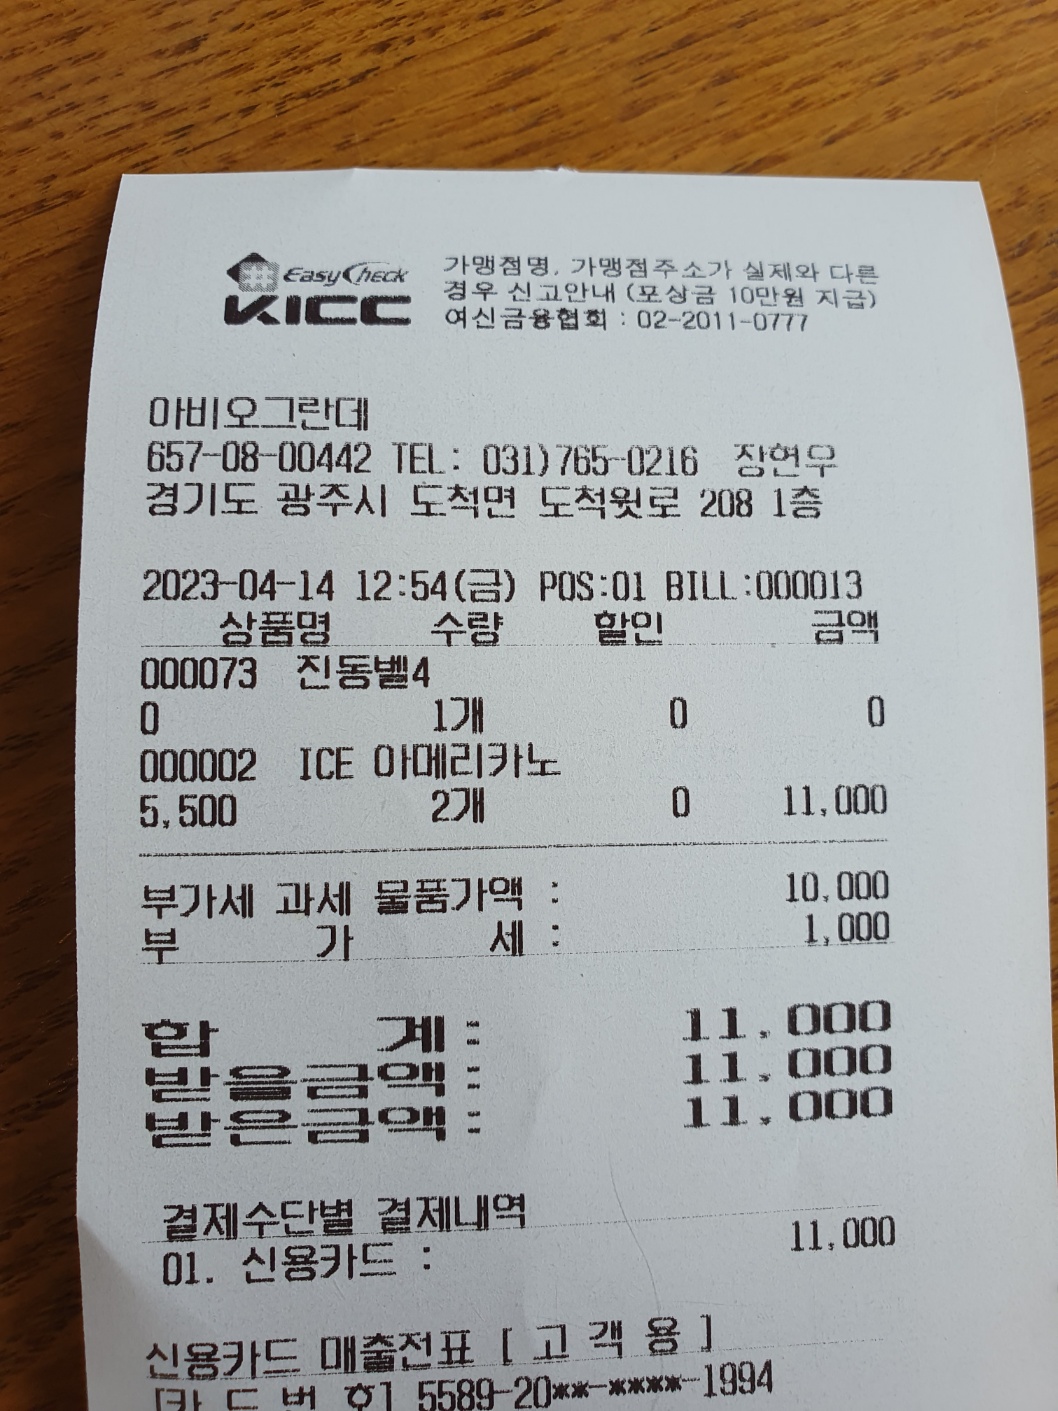 EasyCheck
KICC
가맹점명, 가맹점주소가 실제와 다른
경우 신고안내 (포상금 10만원 지급)
여신금융협회 : 02-2011-0777
아비오그란데
657-08-00442 TEL: 031)765-0216 장현우
경기도 광주시 도척면 도척윗로 208 1층
2023-04-14 12:54(금) POS:01 BILL:000013
상품명 수량 할인 금액
000073 진동벨4
0 1개 0 0
000002 ICE 아메리카노
5,500 2개 0 11,000
부가세 과세 물품가액 : 10,000
부 가 세 : 1,000
합 계 : 11,000
받을금액 : 11,000
받은금액 : 11,000
결제수단별 결제내역
01. 신용카드 : 11,000
신용카드 매출전표 [ 고 객 용 ]
[카 드 번 호] 5589-20**-****-1994